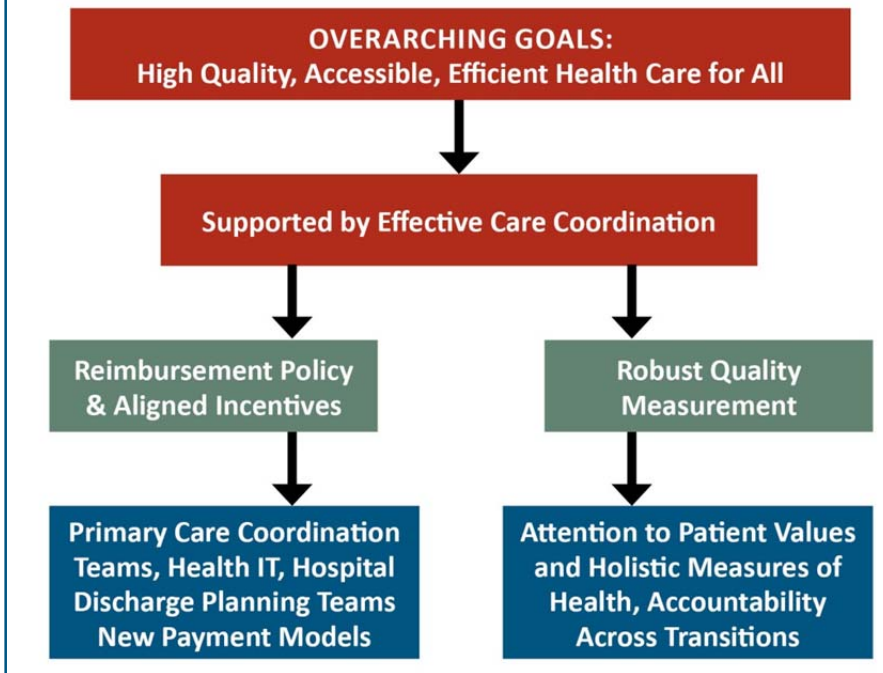 OVERARCHING GOALS:
High Quality, Accessible, Efficient Health Care for All
Supported by Effective Care Coordination
Reimbursement Policy
& Aligned Incentives
Robust Quality
Measurement
Primary Care Coordination
Teams, Health IT, Hospital
Discharge Planning Teams
New Payment Models
Attention to Patient Values
and Holistic Measures of
Health, Accountability
Across Transitions